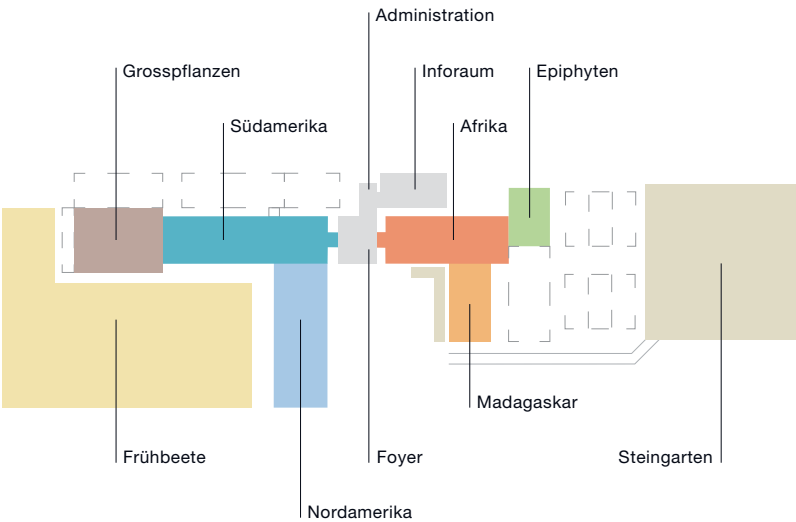 Administration
Grosspflanzen
Inforaum
Epiphyten
Südamerika
Afrika
Madagaskar
Frühbeete
Foyer
Steingarten
Nordamerika